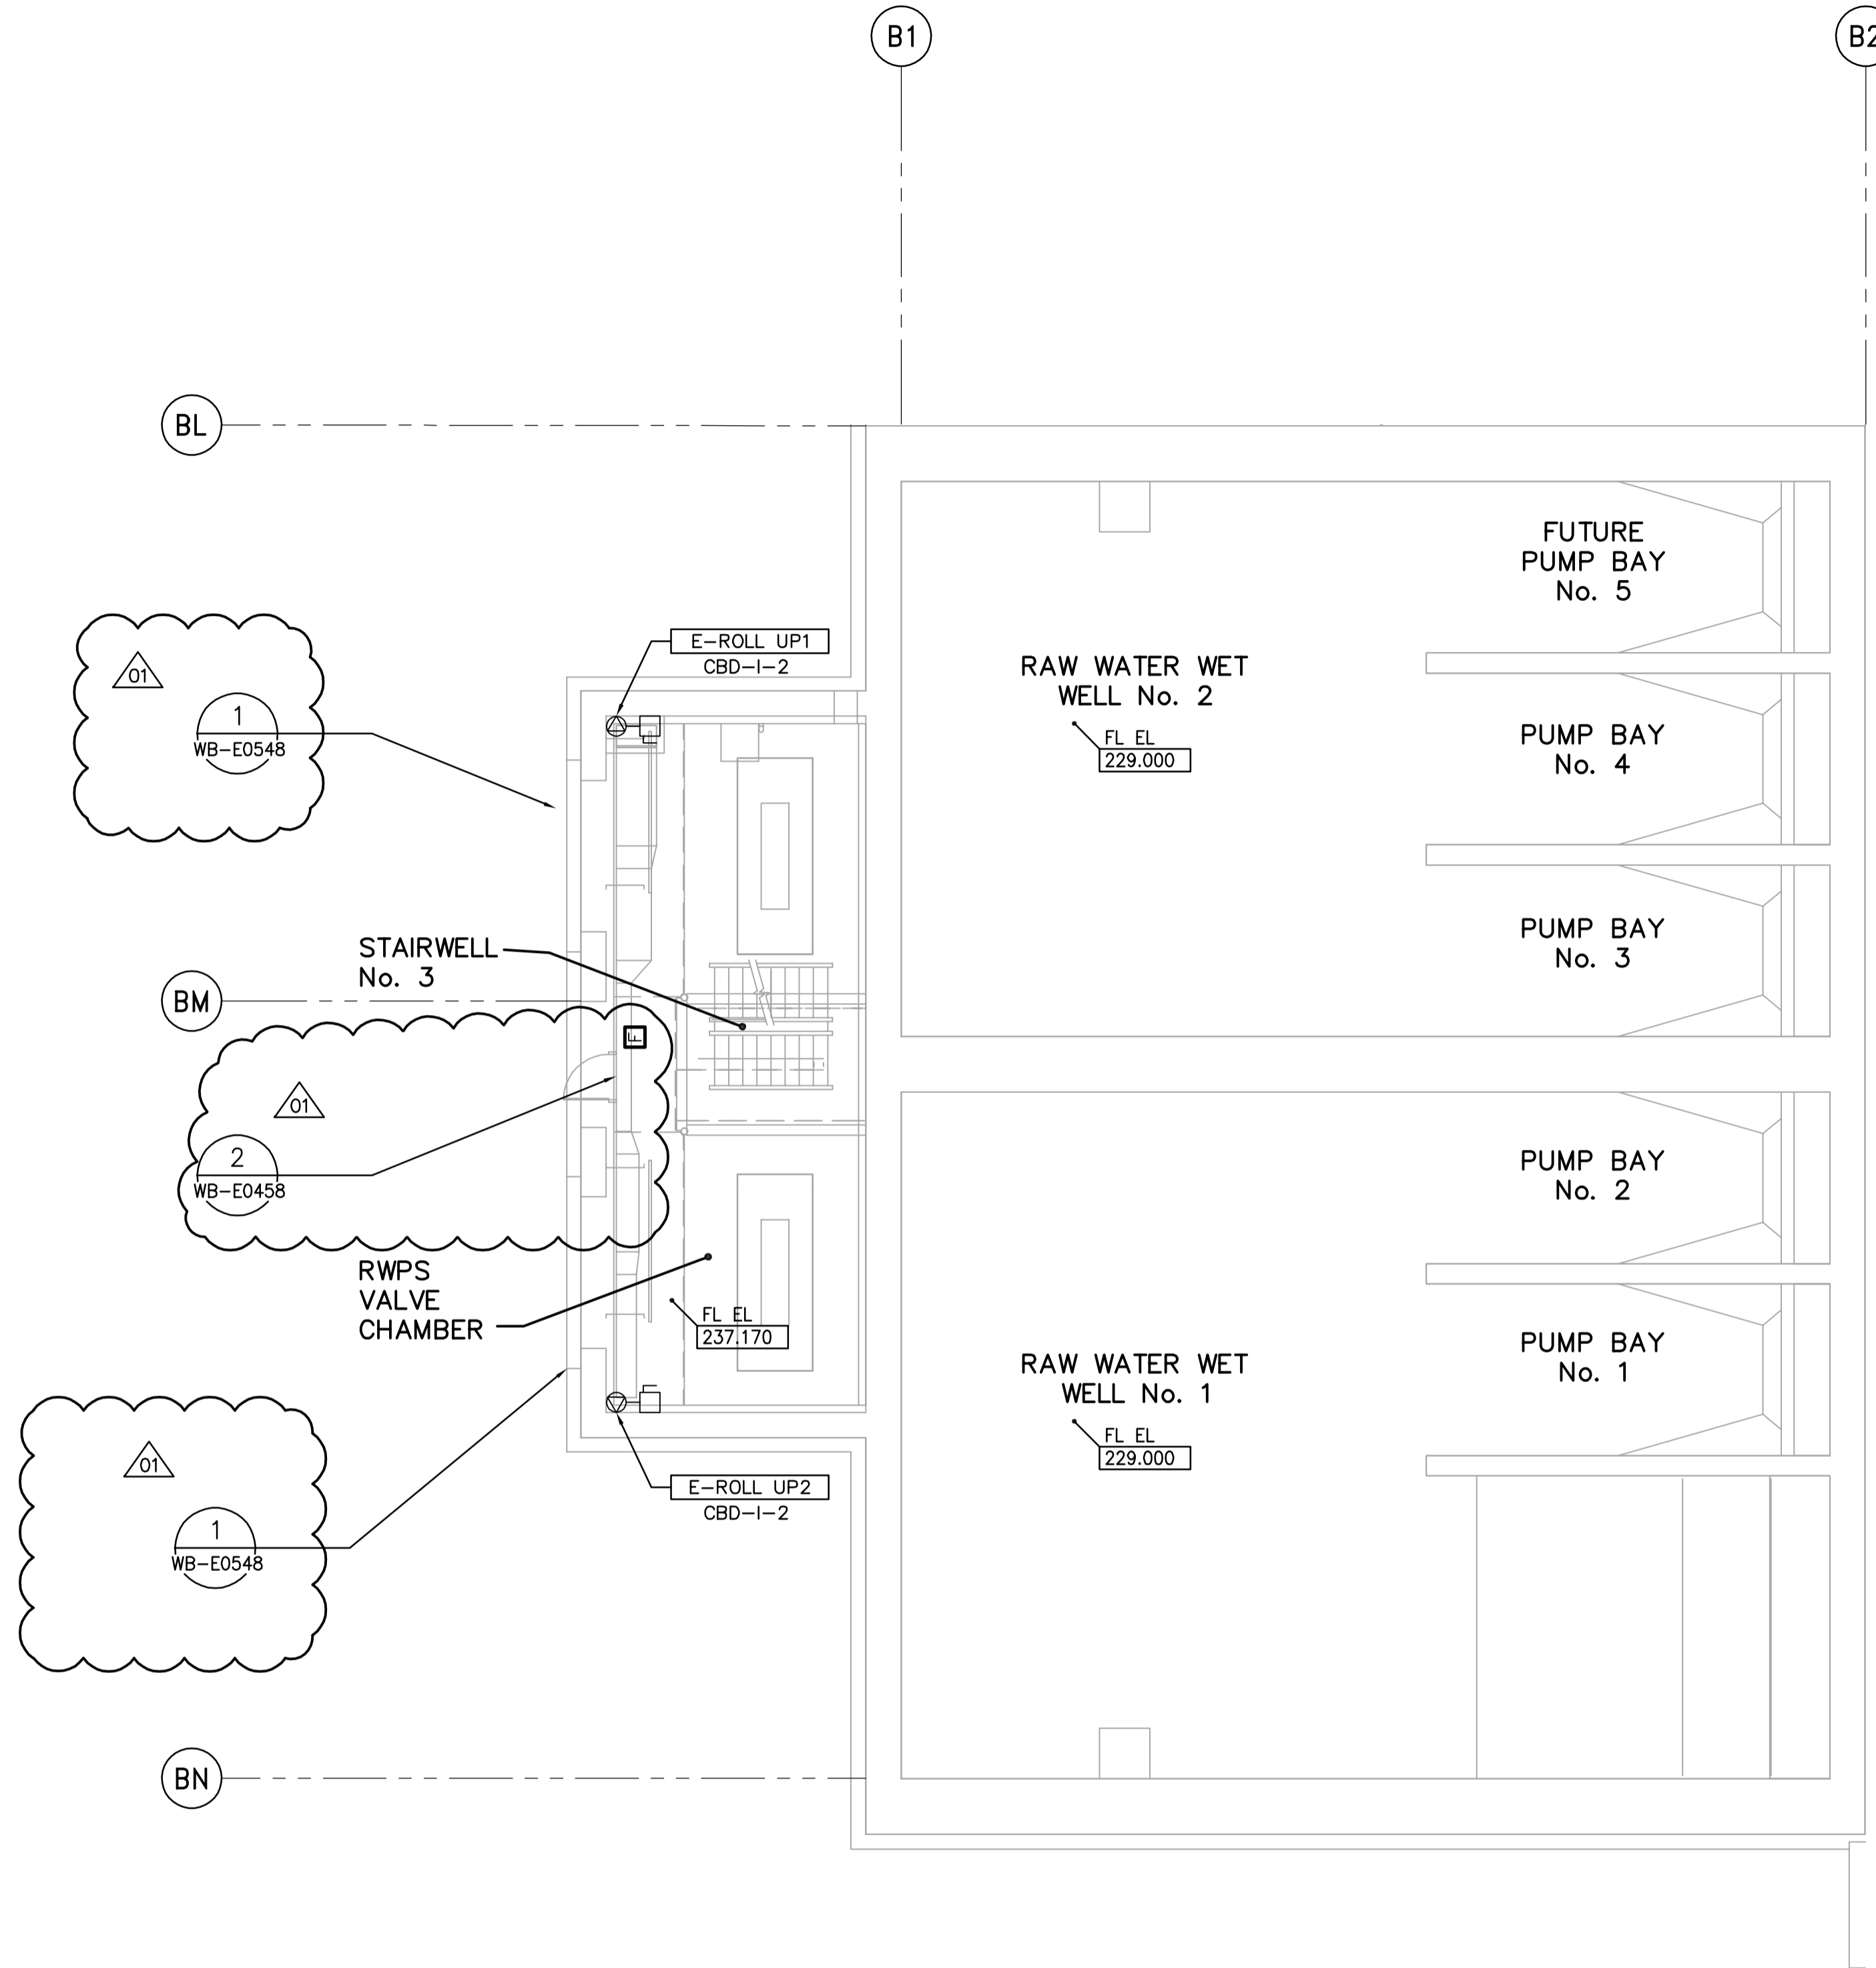 B1
B2
BL
FUTURE
PUMP BAY
No. 5
01
1
WB-E0548
E-ROLL UP1
CBD-I-2
RAW WATER WET
WELL No. 2
FL EL
229.000
PUMP BAY
No. 4
STAIRWELL
No. 3
PUMP BAY
No. 3
BM
F
01
2
WB-E0458
PUMP BAY
No. 2
RWPS
VALVE
CHAMBER
FL EL
237.170
RAW WATER WET
WELL No. 1
FL EL
229.000
PUMP BAY
No. 1
01
1
WB-E0548
E-ROLL UP2
CBD-I-2
BN